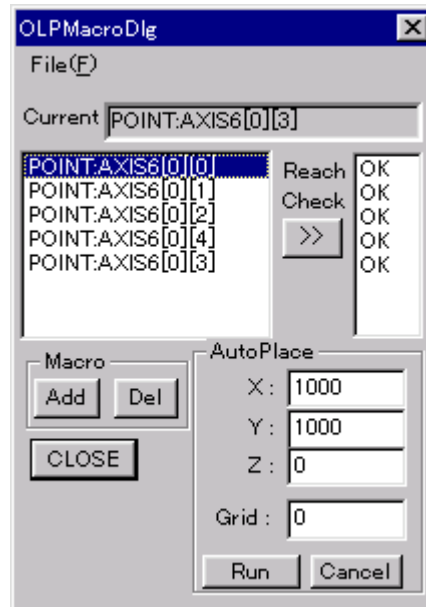 OLPMacroDlg
File(F)
Current POINT:AXIS6[0][3]
POINT:AXIS6[0][0]
POINT:AXIS6[0][1]
POINT:AXIS6[0][2]
POINT:AXIS6[0][4]
POINT:AXIS6[0][3]
Reach
Check
>>
OK
OK
OK
OK
OK
Macro
Add Del
CLOSE
AutoPlace
X : 1000
Y : 1000
Z : 0
Grid : 0
Run Cancel